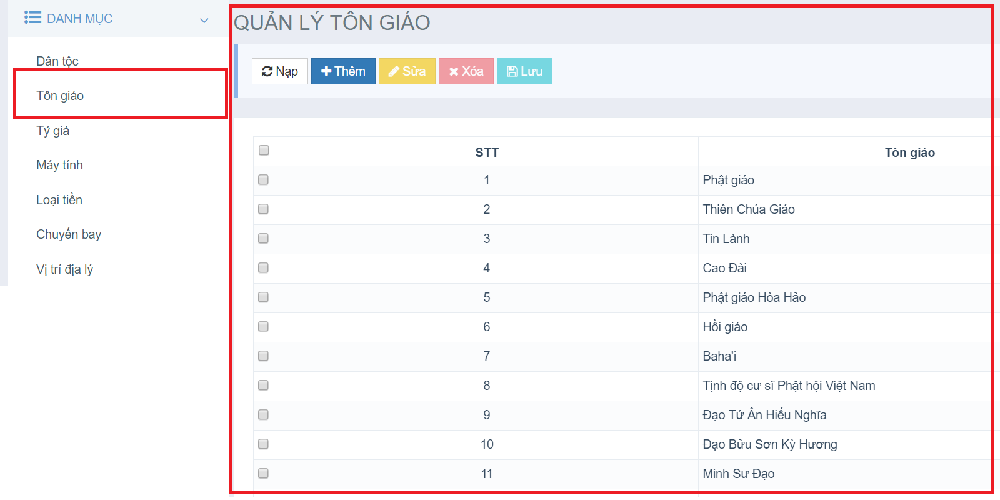 DANH MỤC
Dân tộc
Tôn giáo
Tỷ giá
Máy tính
Loại tiền
Chuyến bay
Vị trí địa lý
QUẢN LÝ TÔN GIÁO
Nạp Thêm Sửa Xóa Lưu
STT Tôn giáo
1 Phật giáo
2 Thiên Chúa Giáo
3 Tin Lành
4 Cao Đài
5 Phật giáo Hòa Hảo
6 Hồi giáo
7 Baha'i
8 Tịnh độ cư sĩ Phật hội Việt Nam
9 Đạo Tứ Ân Hiếu Nghĩa
10 Đạo Bửu Sơn Kỳ Hương
11 Minh Sư Đạo